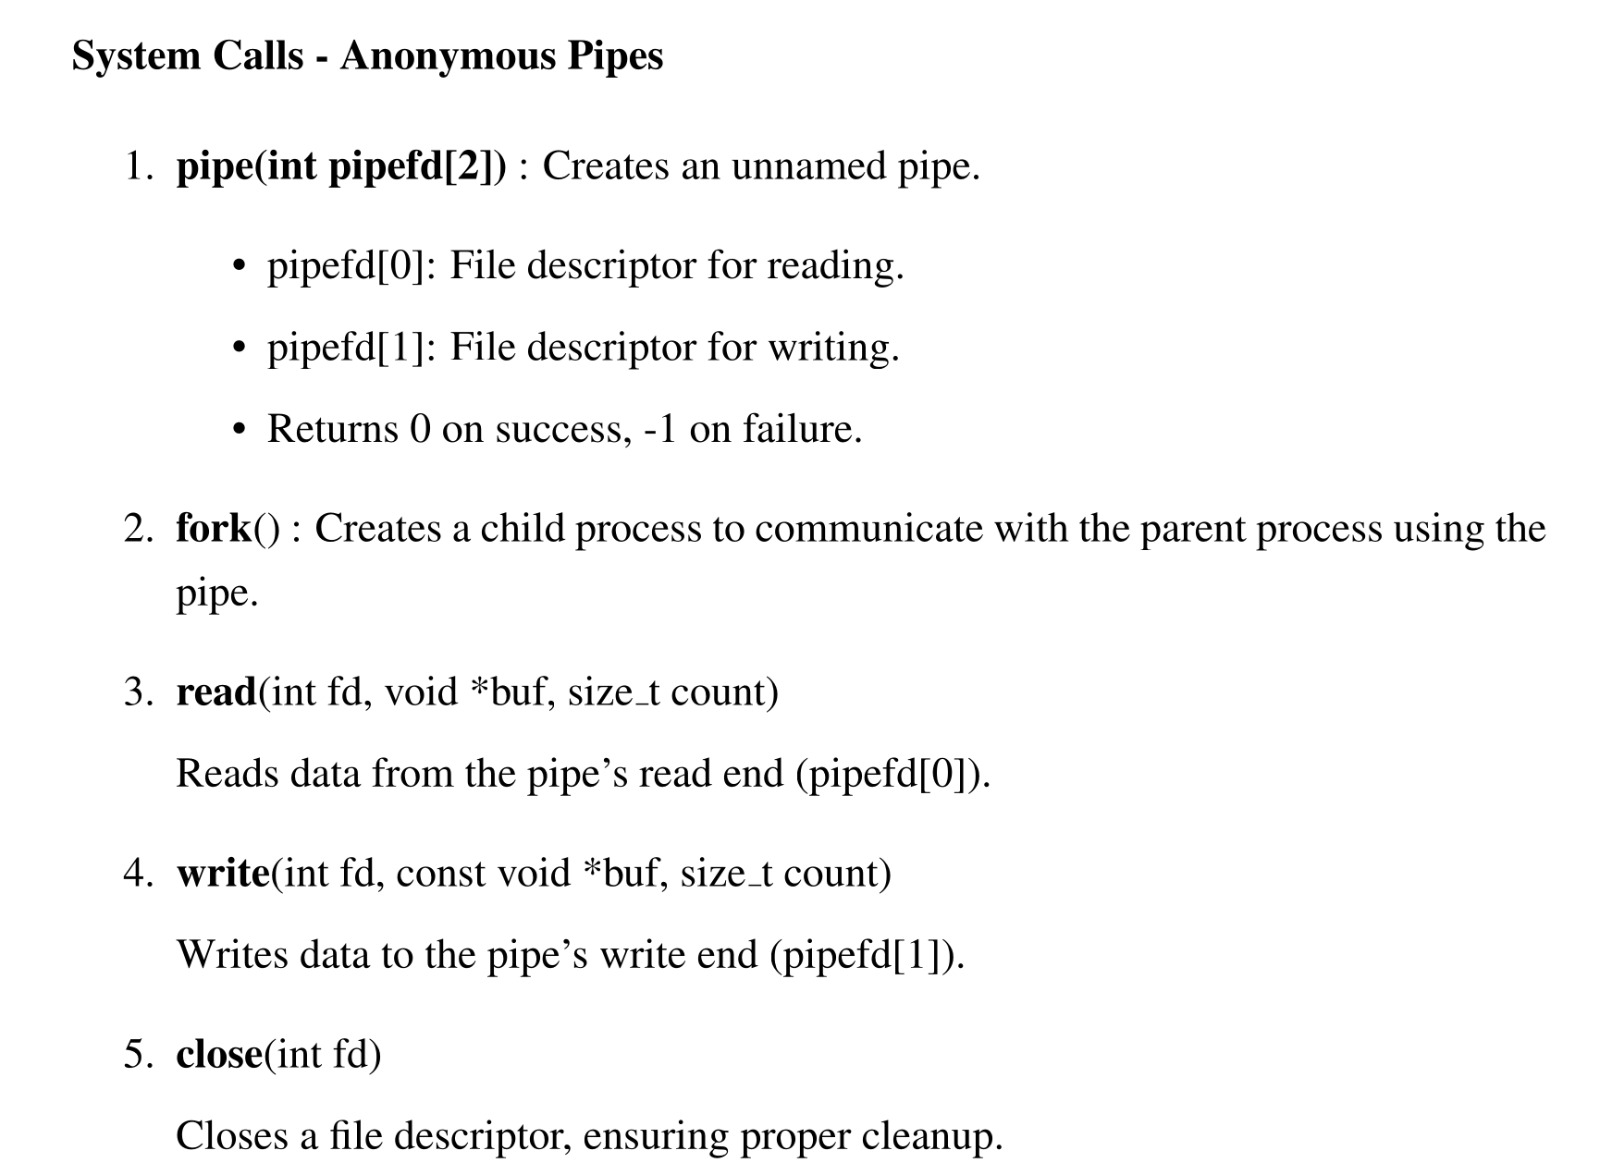 System Calls - Anonymous Pipes
1. pipe(int pipefd[2]) : Creates an unnamed pipe.
• pipefd[0]: File descriptor for reading.
• pipefd[1]: File descriptor for writing.
• Returns 0 on success, -1 on failure.
2. fork() : Creates a child process to communicate with the parent process using the
pipe.
3. read(int fd, void *buf, size_t count)
Reads data from the pipe’s read end (pipefd[0]).
4. write(int fd, const void *buf, size_t count)
Writes data to the pipe’s write end (pipefd[1]).
5. close(int fd)
Closes a file descriptor, ensuring proper cleanup.